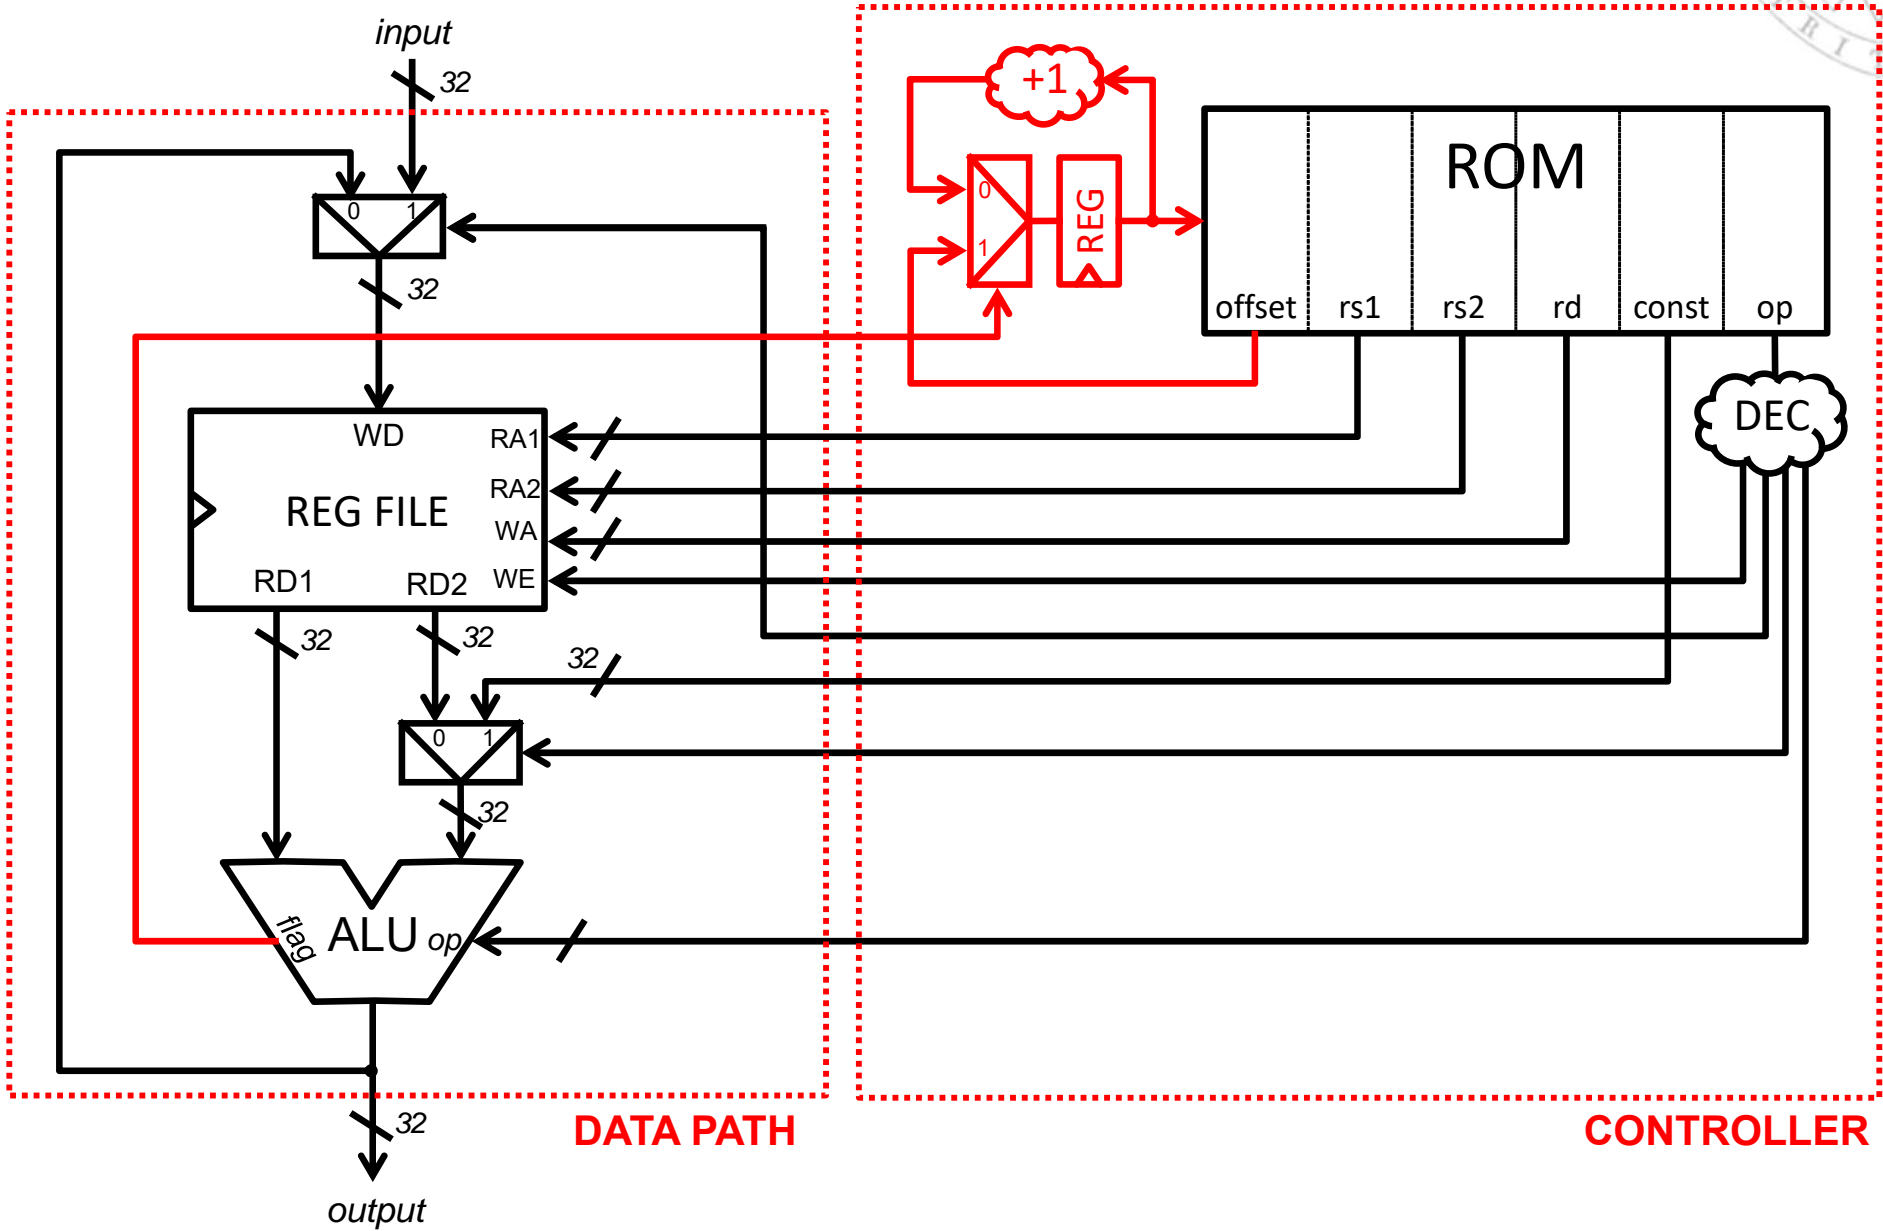 input
32
0 1
32
WD
RA1
RA2
REG FILE
WA
WE
RD1
RD2
32
32
32
0 1
32
flag
ALU
op
32
output
DATA PATH
+1
0
1
REG
ROM
offset rs1 rs2 rd const op
DEC
CONTROLLER
R I T